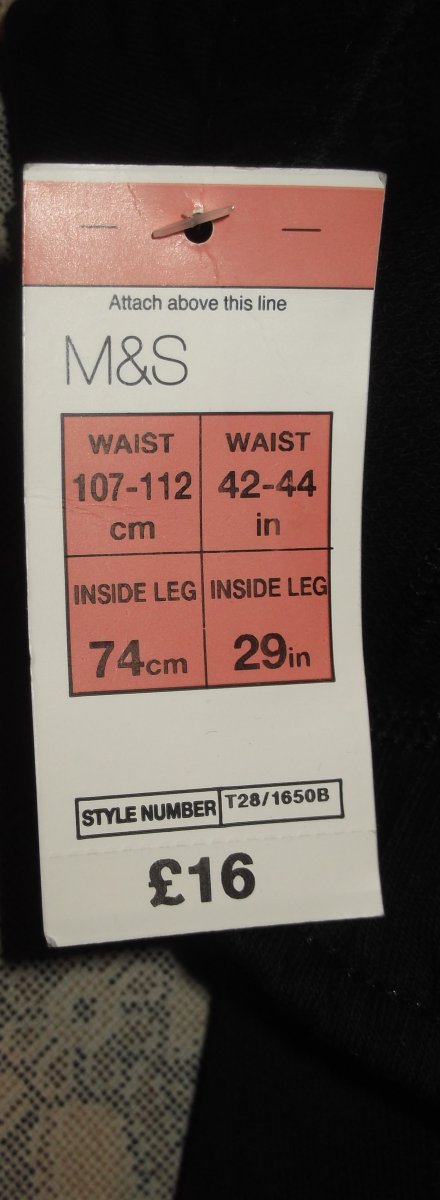 Attach above this line
M&S
WAIST
107-112
cm
WAIST
42-44
in
INSIDE LEG
74cm
INSIDE LEG
29in
STYLE NUMBER T28/1650B
£16